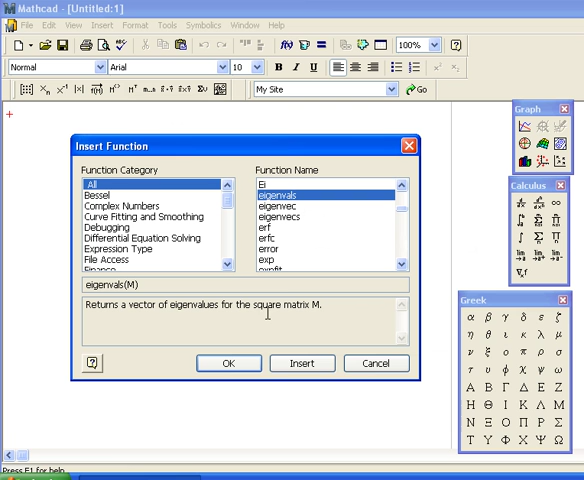 Mathcad - [Untitled:1]
File Edit View Insert Format Tools Symbolics Window Help
100%
Normal Arial 10 B I U
My Site Go
Graph
Insert Function
Function Category Function Name
All
Bessel
Complex Numbers
Curve Fitting and Smoothing
Debugging
Differential Equation Solving
Expression Type
File Access
Finance
Ei
eigenvals
eigenvec
eigenvecs
erf
erfc
error
exp
expfit
eigenvals(M)
Returns a vector of eigenvalues for the square matrix M.
OK Insert Cancel
Calculus
Greek
α β γ δ ε ζ
η θ ι κ λ μ
ν ξ ο π ρ σ
τ υ φ χ ψ ω
Α Β Γ Δ Ε Ζ
Η Θ Ι Κ Λ Μ
Ν Ξ Ο Π Ρ Σ
Τ Υ Φ Χ Ψ Ω
Press F1 for help.